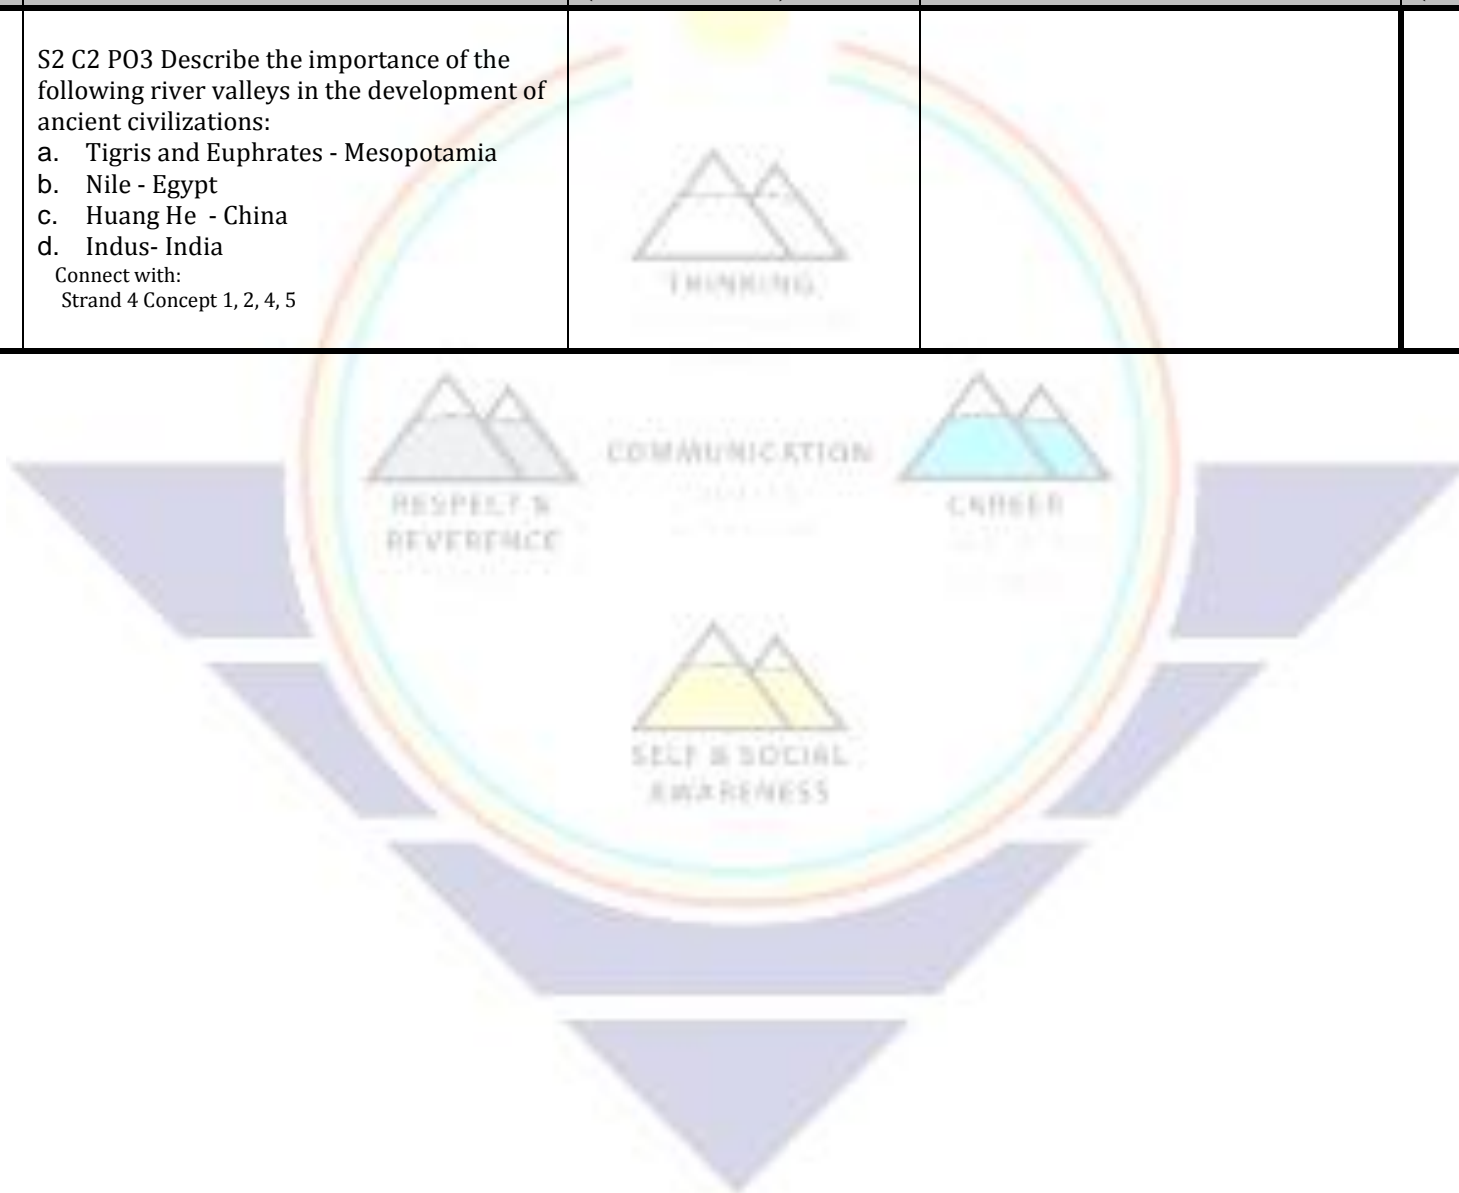 S2 C2 PO3 Describe the importance of the
following river valleys in the development of
ancient civilizations:
a. Tigris and Euphrates - Mesopotamia
b. Nile - Egypt
c. Huang He - China
d. Indus- India
Connect with:
Strand 4 Concept 1, 2, 4, 5
THINKING
COMMUNICATION
RESPECT &
REVERENCE
CAREER
SELF & SOCIAL
AWARENESS